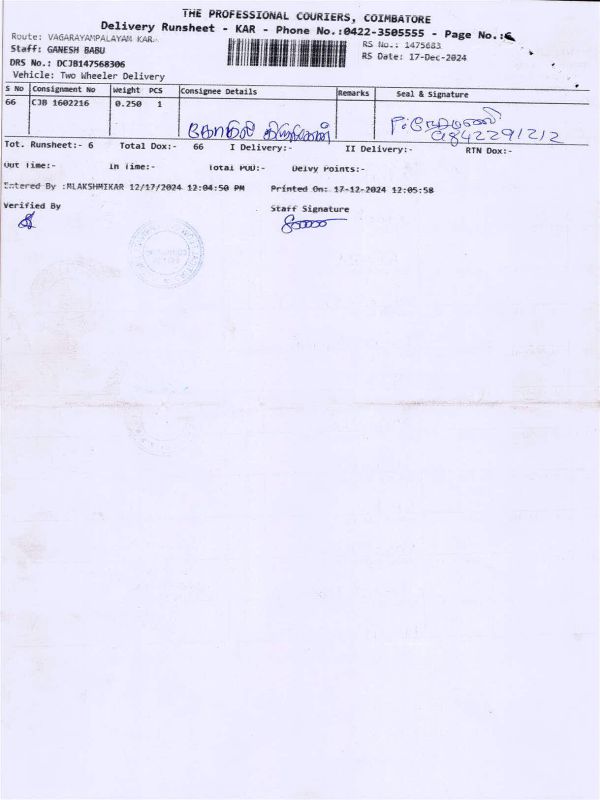 THE PROFESSIONAL COURIERS, COIMBATORE
Delivery Runsheet - KAR - Phone No.:0422-3505555 - Page No.:6
Route: VAGARAYAMPALAYAM KAR
RS No.: 1475683
Staff: GANESH BABU
RS Date: 17-Dec-2024
DRS No.: DCJB147568306
Vehicle: Two Wheeler Delivery
S No Consignment No Weight PCS Consignee Details Remarks Seal & Signature
66 CJB 1602216 0.250 1
9842291212
Tot. Runsheet:- 6 Total Dox:- 66 I Delivery:- II Delivery:- RTN Dox:-
Out Time:- In Time:- Total POD:- Delvy Points:-
Entered By :MLAKSHMIKAR 12/17/2024 12:04:50 PM Printed On: 17-12-2024 12:05:58
Verified By Staff Signature